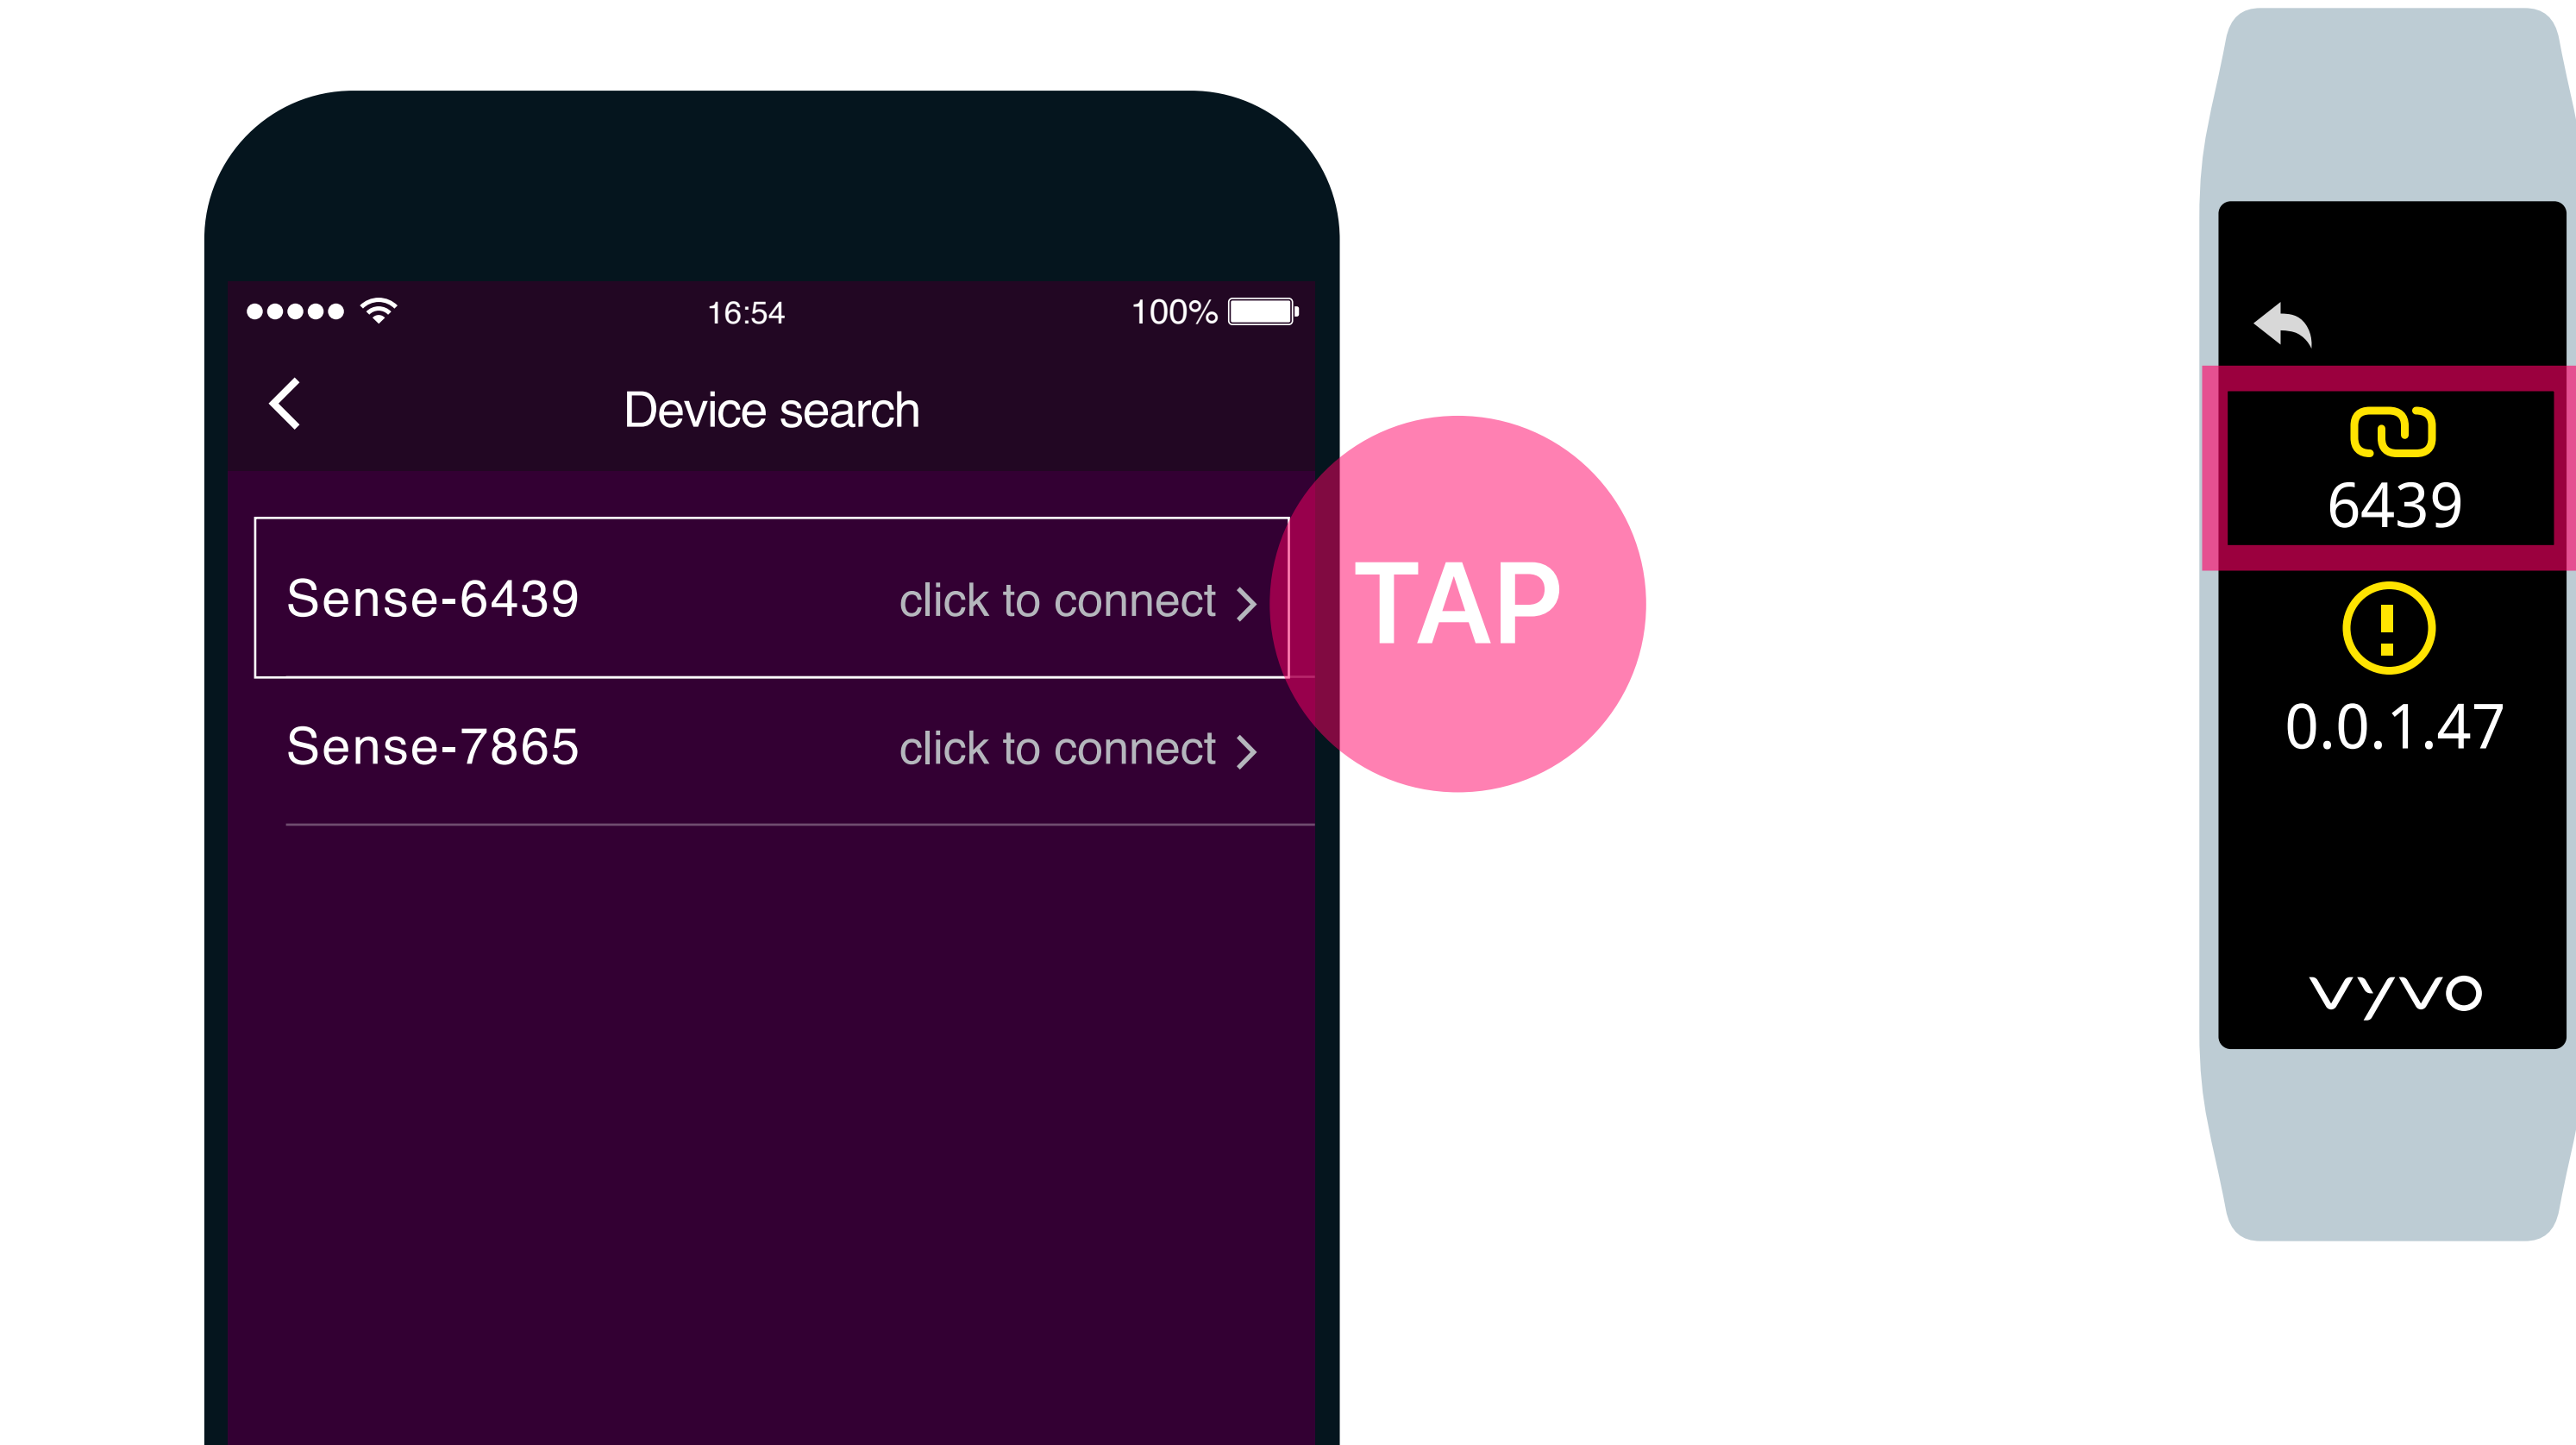 16:54
100%
Device search
Sense-6439 click to connect
TAP
Sense-7865 click to connect
6439
0.0.1.47
vyvo